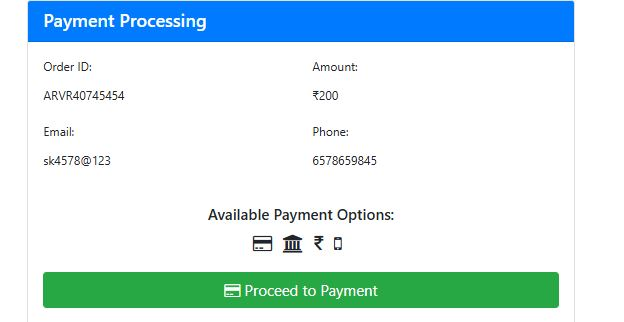 Payment Processing
Order ID:
Amount:
ARVR40745454
₹200
Email:
Phone:
sk4578@123
6578659845
Available Payment Options:
₹
Proceed to Payment